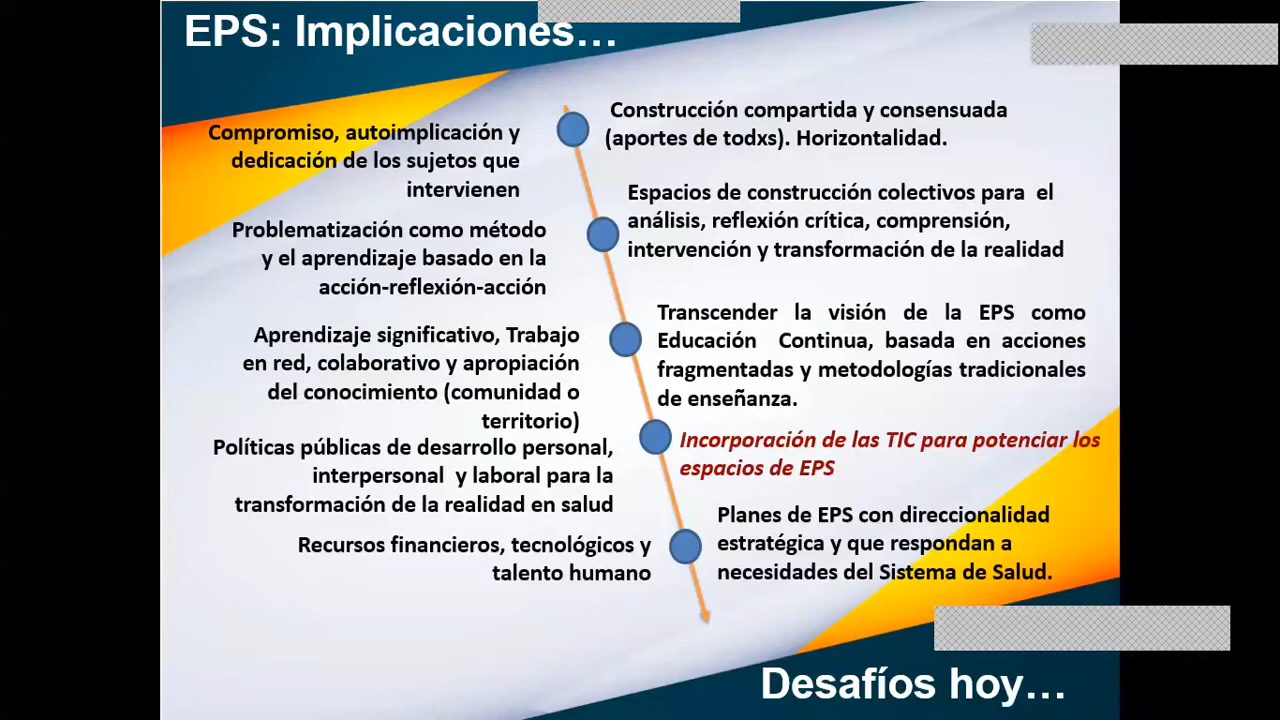 EPS: Implicaciones…
Compromiso, autoimplicación y
dedicación de los sujetos que
intervienen
Problematización como método
y el aprendizaje basado en la
acción-reflexión-acción
Aprendizaje significativo, Trabajo
en red, colaborativo y apropiación
del conocimiento (comunidad o
territorio)
Políticas públicas de desarrollo personal,
interpersonal y laboral para la
transformación de la realidad en salud
Recursos financieros, tecnológicos y
talento humano
Construcción compartida y consensuada
(aportes de todxs). Horizontalidad.
Espacios de construcción colectivos para el
análisis, reflexión crítica, comprensión,
intervención y transformación de la realidad
Transcender la visión de la EPS como
Educación Continua, basada en acciones
fragmentadas y metodologías tradicionales
de enseñanza.
Incorporación de las TIC para potenciar los
espacios de EPS
Planes de EPS con direccionalidad
estratégica y que respondan a
necesidades del Sistema de Salud.
Desafíos hoy…